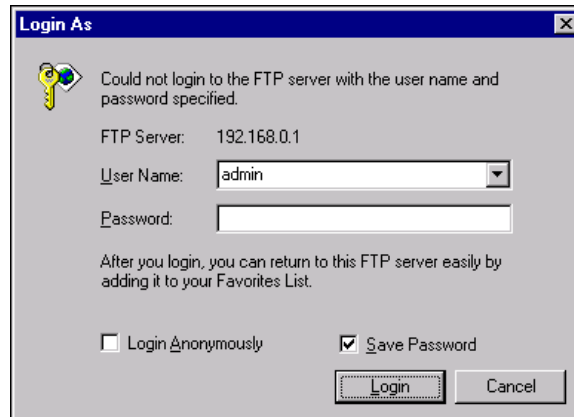 Login As
Could not login to the FTP server with the user name and
password specified.
FTP Server: 192.168.0.1
User Name: admin
Password:
After you login, you can return to this FTP server easily by
adding it to your Favorites List.
Login Anonymously Save Password
Login Cancel